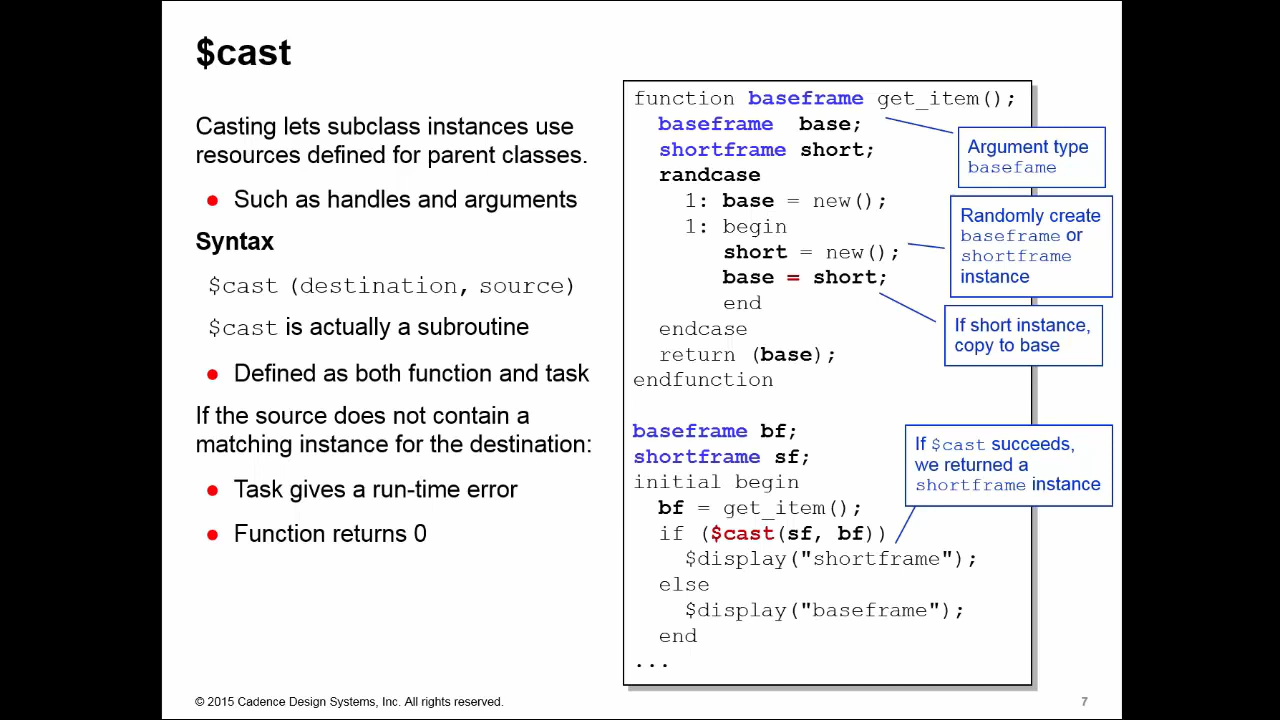 $cast
Casting lets subclass instances use
resources defined for parent classes.
● Such as handles and arguments
Syntax
$cast (destination, source)
$cast is actually a subroutine
● Defined as both function and task
If the source does not contain a
matching instance for the destination:
● Task gives a run-time error
● Function returns 0
function baseframe get_item();
baseframe base;
shortframe short;
randcase
1: base = new();
1: begin
short = new();
base = short;
end
endcase
return (base);
endfunction
baseframe bf;
shortframe sf;
initial begin
bf = get_item();
if ($cast(sf, bf))
$display("shortframe");
else
$display("baseframe");
end
...
Argument type
basefame
Randomly create
baseframe or
shortframe
instance
If short instance,
copy to base
If $cast succeeds,
we returned a
shortframe instance
© 2015 Cadence Design Systems, Inc. All rights reserved.
7